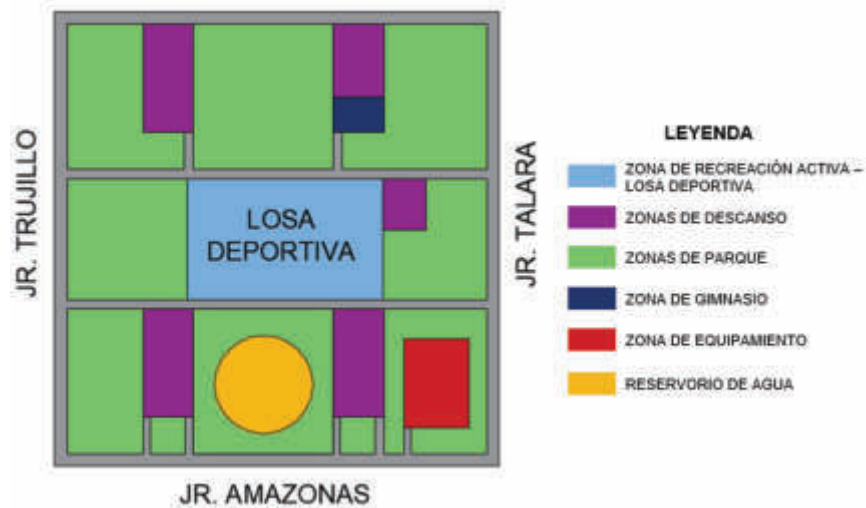 JR. TRUJILLO
LOSA
DEPORTIVA
JR. TALARA
JR. AMAZONAS
LEYENDA
ZONA DE RECREACIÓN ACTIVA –
LOSA DEPORTIVA
ZONAS DE DESCANSO
ZONAS DE PARQUE
ZONA DE GIMNASIO
ZONA DE EQUIPAMIENTO
RESERVORIO DE AGUA